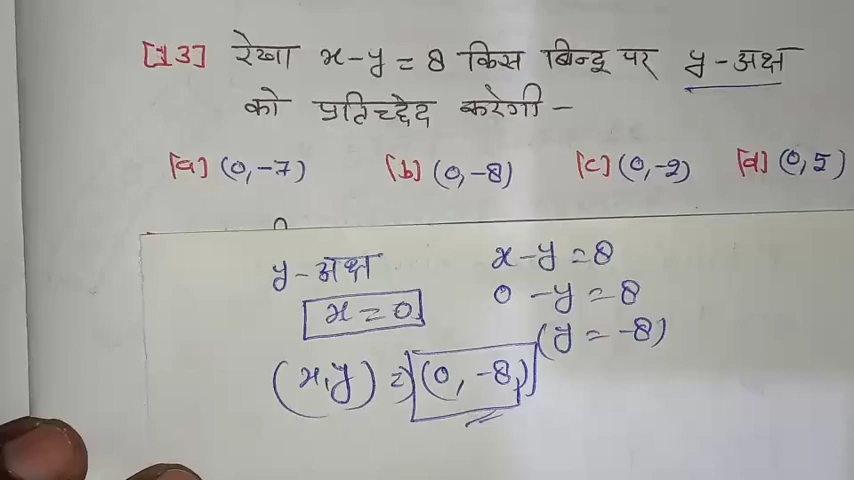 [13] रेखा x-y=8 किस बिन्दू पर y-अक्ष
को प्रतिच्छेद करेगी -
[a] (0,-7) [b] (0,-8) [c] (0,-2) [d] (0,5)
y-अक्ष x-y=8
x=0 0-y=8
(y=-8)
(x,y) = (0,-8,)